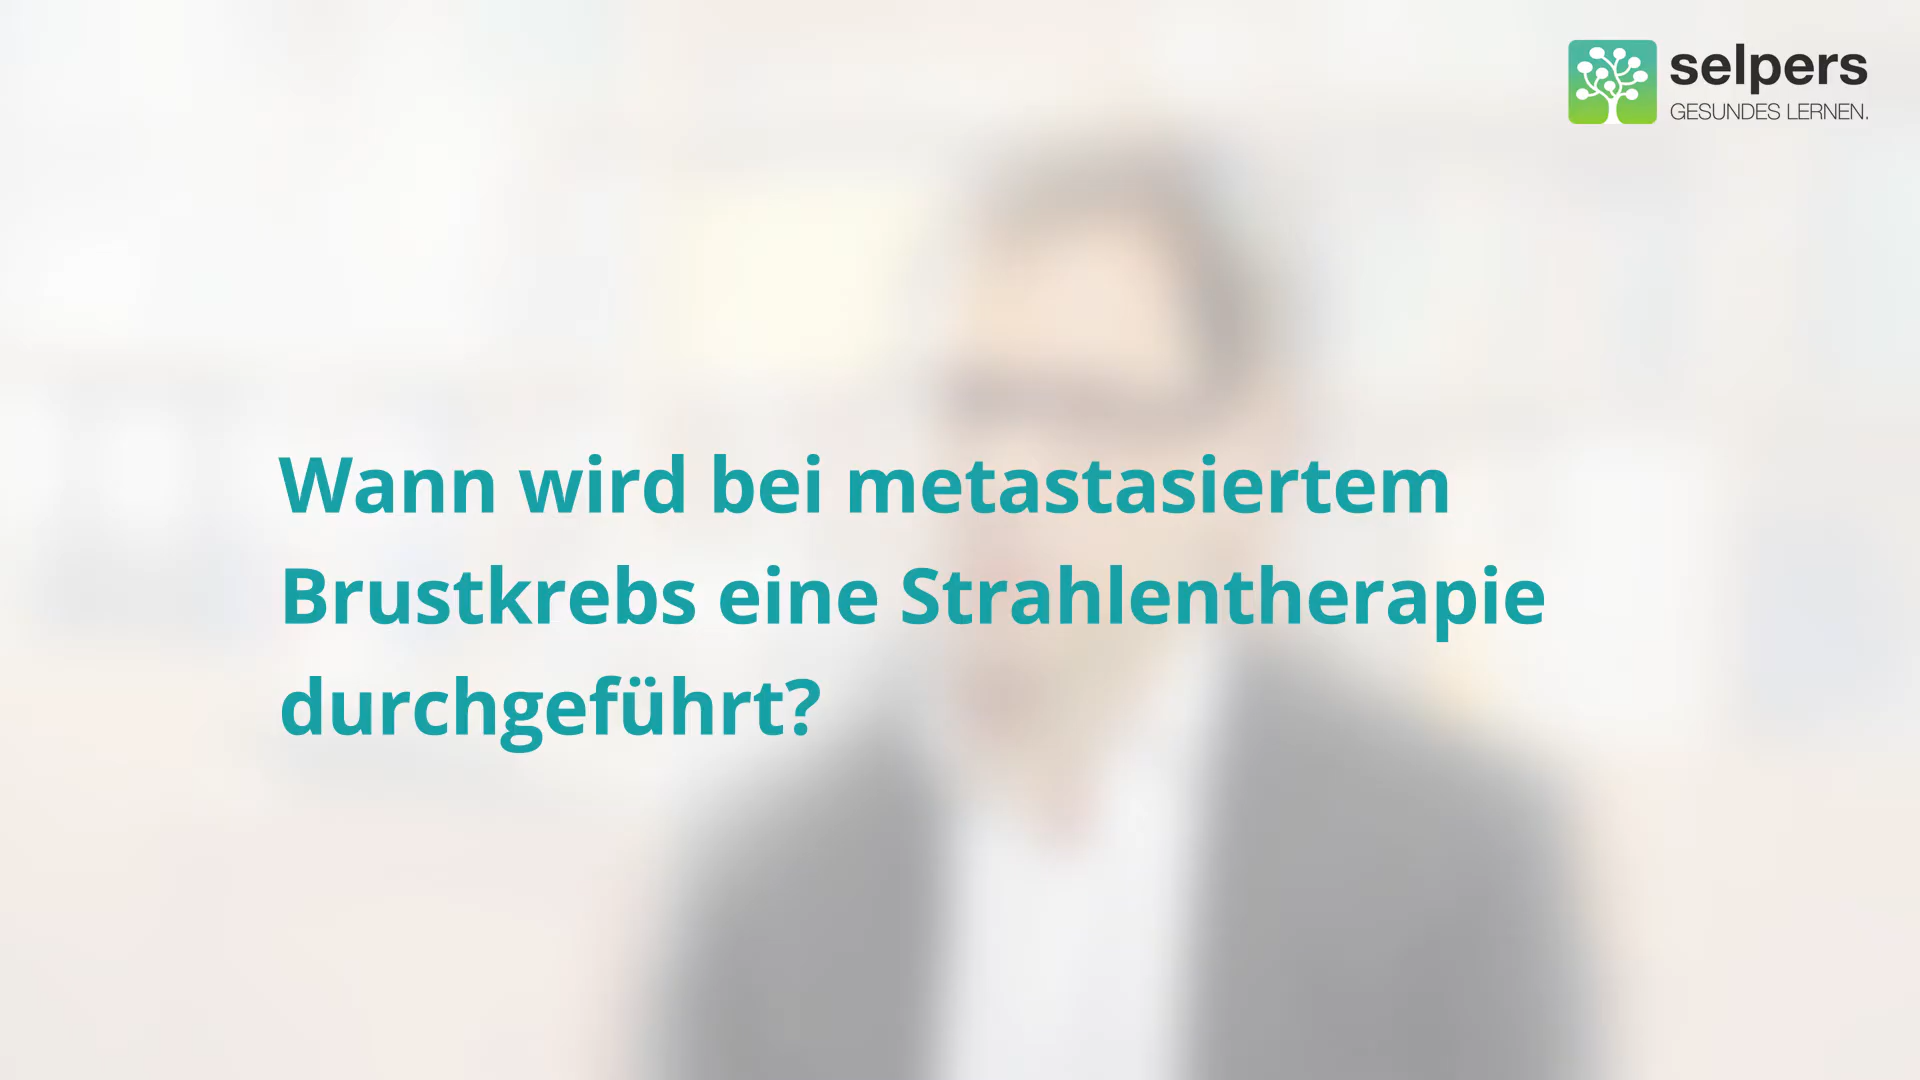 selpers
GESUNDES LERNEN.
Wann wird bei metastasiertem
Brustkrebs eine Strahlentherapie
durchgeführt?